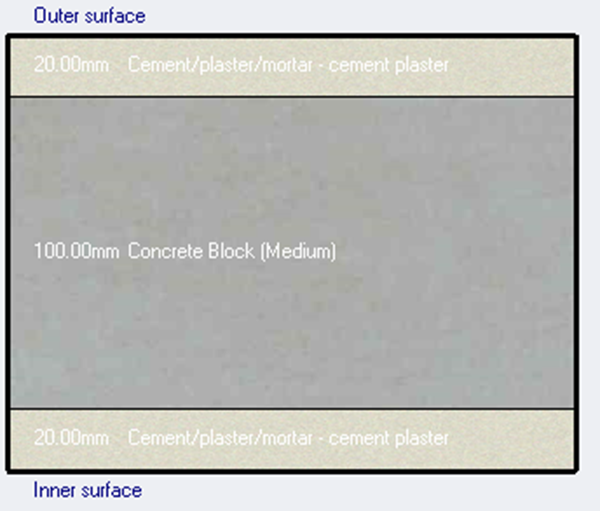 Outer surface
20.00mm Cement/plaster/mortar - cement plaster
100.00mm Concrete Block (Medium)
20.00mm Cement/plaster/mortar - cement plaster
Inner surface